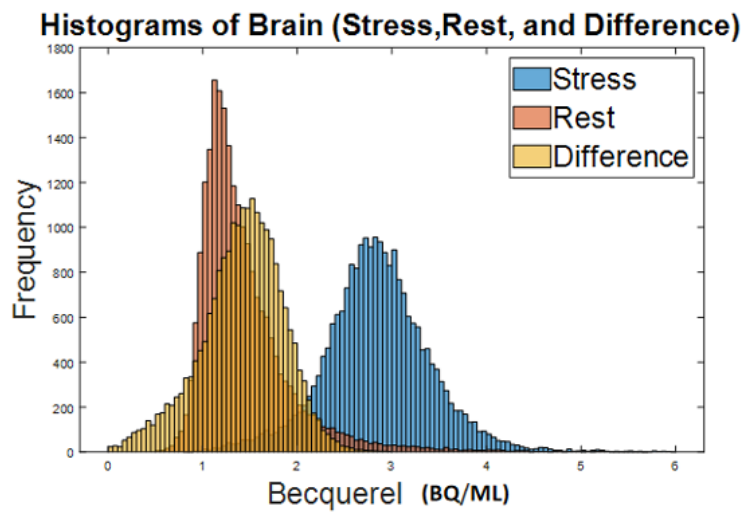 Histograms of Brain (Stress,Rest, and Difference)
1800
1600
1400
1200
1000
800
600
400
200
0
Frequency
Stress
Rest
Difference
0 1 2 3 4 5 6
Becquerel (BQ/ML)